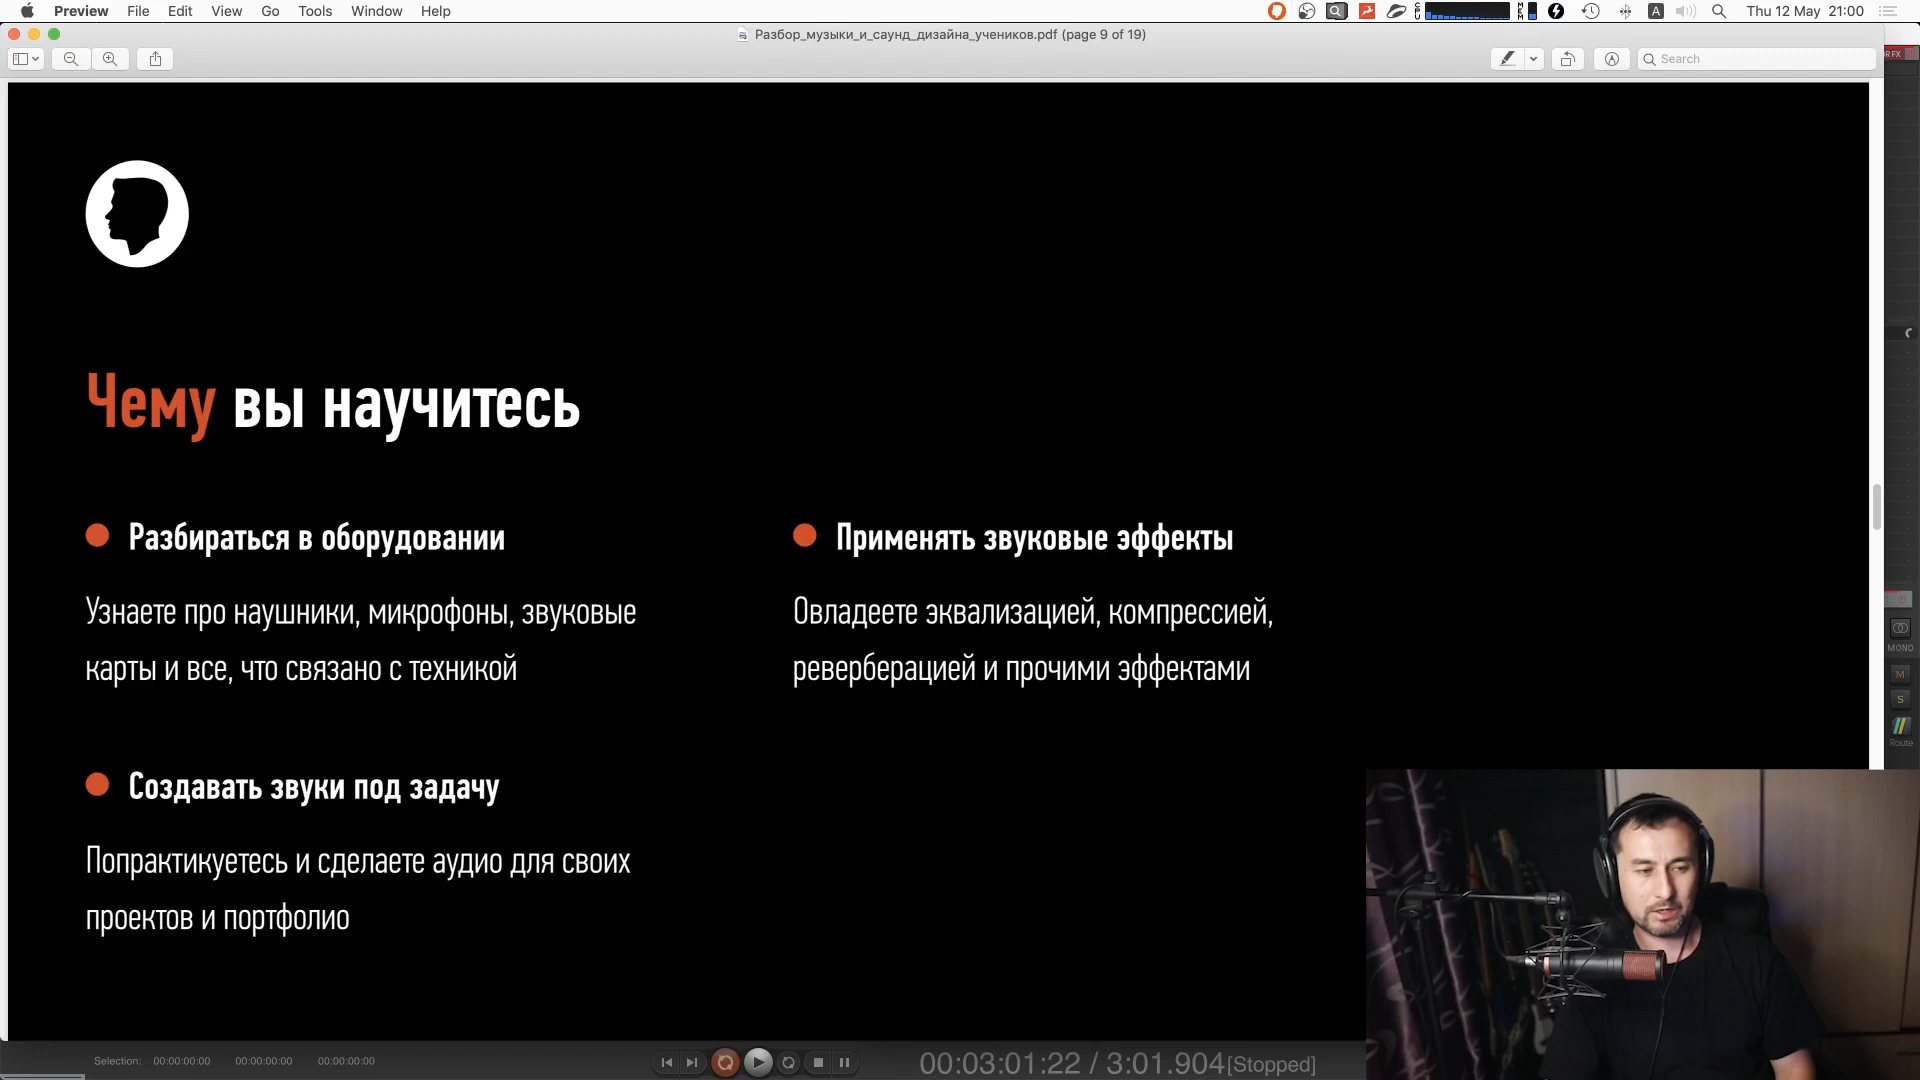 Preview File Edit View Go Tools Window Help
Thu 12 May 21:00
Разбор_музыки_и_саунд_дизайна_учеников.pdf (page 9 of 19)
Search
Чему вы научитесь
Разбираться в оборудовании
Узнаете про наушники, микрофоны, звуковые
карты и все, что связано с техникой
Применять звуковые эффекты
Овладеете эквализацией, компрессией,
реверберацией и прочими эффектами
Создавать звуки под задачу
Попрактикуетесь и сделаете аудио для своих
проектов и портфолио
MONO
M
S
Route
Selection: 00:00:00:00 00:00:00:00 00:00:00:00
00:03:01:22 / 3:01.904 [Stopped]